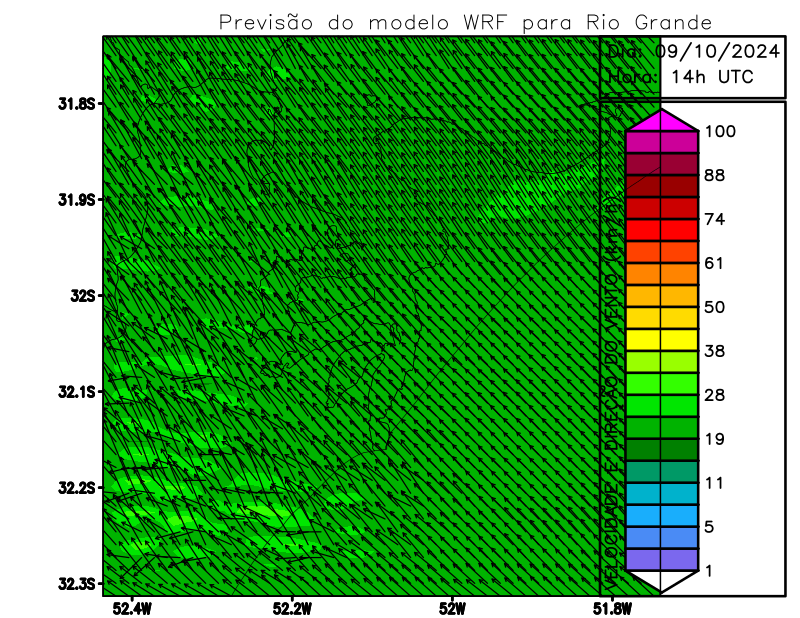 Previsão do modelo WRF para Rio Grande
Dia: 09/10/2024
Hora: 14h UTC
31.8S
31.9S
32S
32.1S
32.2S
32.3S
52.4W
52.2W
52W
51.8W
VELOCIDADE E DIREÇÃO DO VENTO (km/h)
100
88
74
61
50
38
28
19
11
5
1